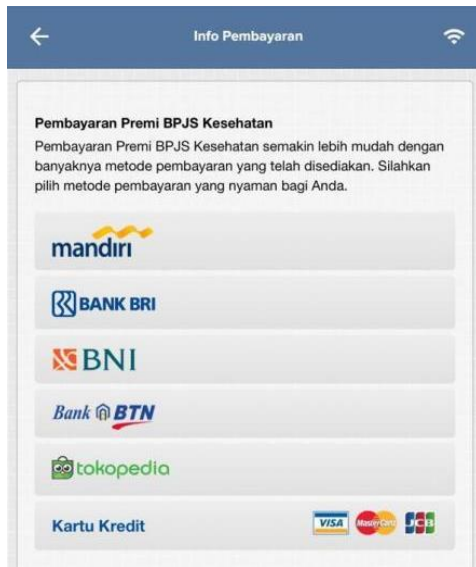 Info Pembayaran
Pembayaran Premi BPJS Kesehatan
Pembayaran Premi BPJS Kesehatan semakin lebih mudah dengan
banyaknya metode pembayaran yang telah disediakan. Silahkan
pilih metode pembayaran yang nyaman bagi Anda.
mandırı
BANK BRI
BNI
Bank BTN
tokopedia
Kartu Kredit VISA MasterCard JCB